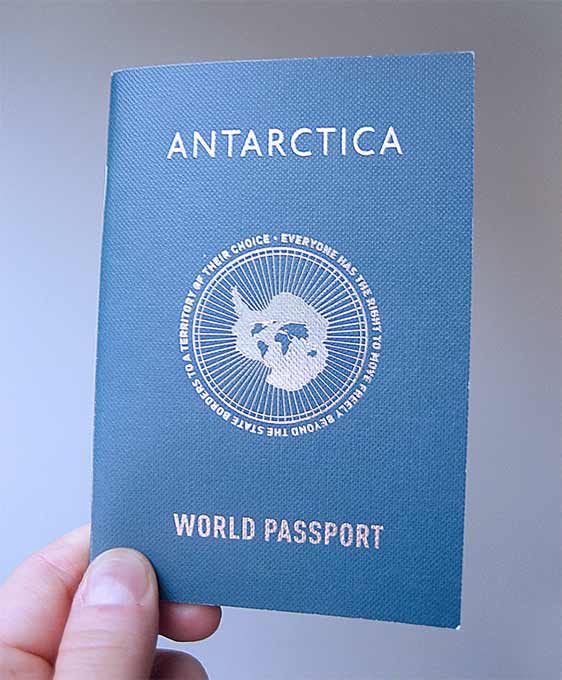 ANTARCTICA
EVERYONE HAS THE RIGHT TO MOVE FREELY BEYOND THE STATE BORDERS TO A TERRITORY OF THEIR CHOICE •
WORLD PASSPORT